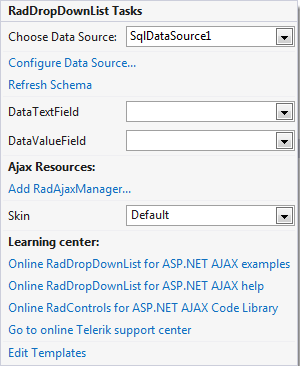 RadDropDownList Tasks
Choose Data Source: SqlDataSource1
Configure Data Source...
Refresh Schema
DataTextField
DataValueField
Ajax Resources:
Add RadAjaxManager...
Skin Default
Learning center:
Online RadDropDownList for ASP.NET AJAX examples
Online RadDropDownList for ASP.NET AJAX help
Online RadControls for ASP.NET AJAX Code Library
Go to online Telerik support center
Edit Templates